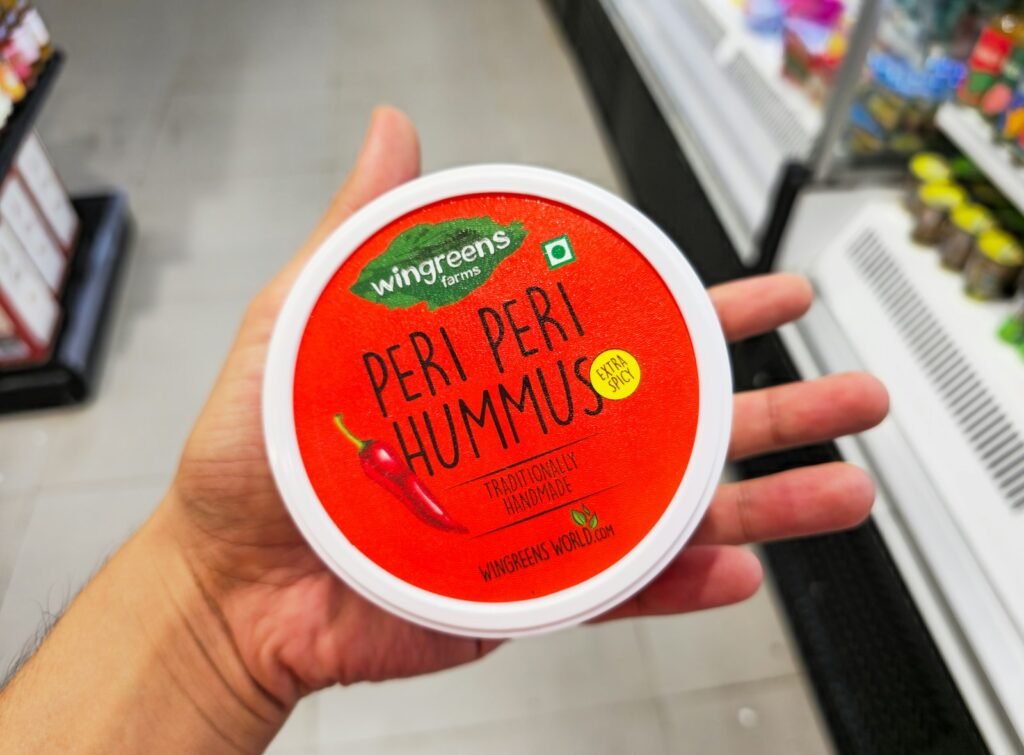 wingreens
farms
PERI PERI
HUMMUS
EXTRA
SPICY
TRADITIONALLY
HANDMADE
WINGREENS WORLD.COM